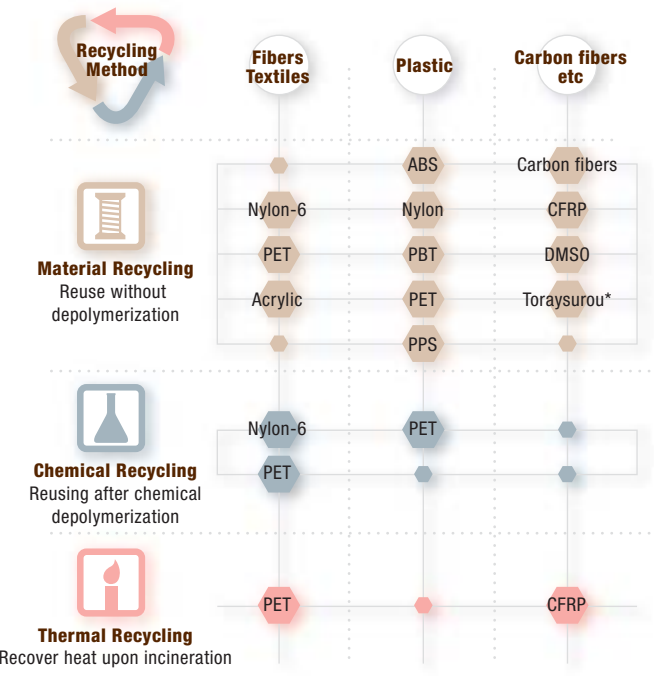 Recycling
Method
Fibers
Textiles
Plastic
Carbon fibers
etc
ABS
Carbon fibers
Nylon-6
Nylon
CFRP
PET
PBT
DMSO
Acrylic
PET
Toraysurou*
PPS
Material Recycling
Reuse without
depolymerization
Nylon-6
PET
PET
Chemical Recycling
Reusing after chemical
depolymerization
PET
CFRP
Thermal Recycling
Recover heat upon incineration